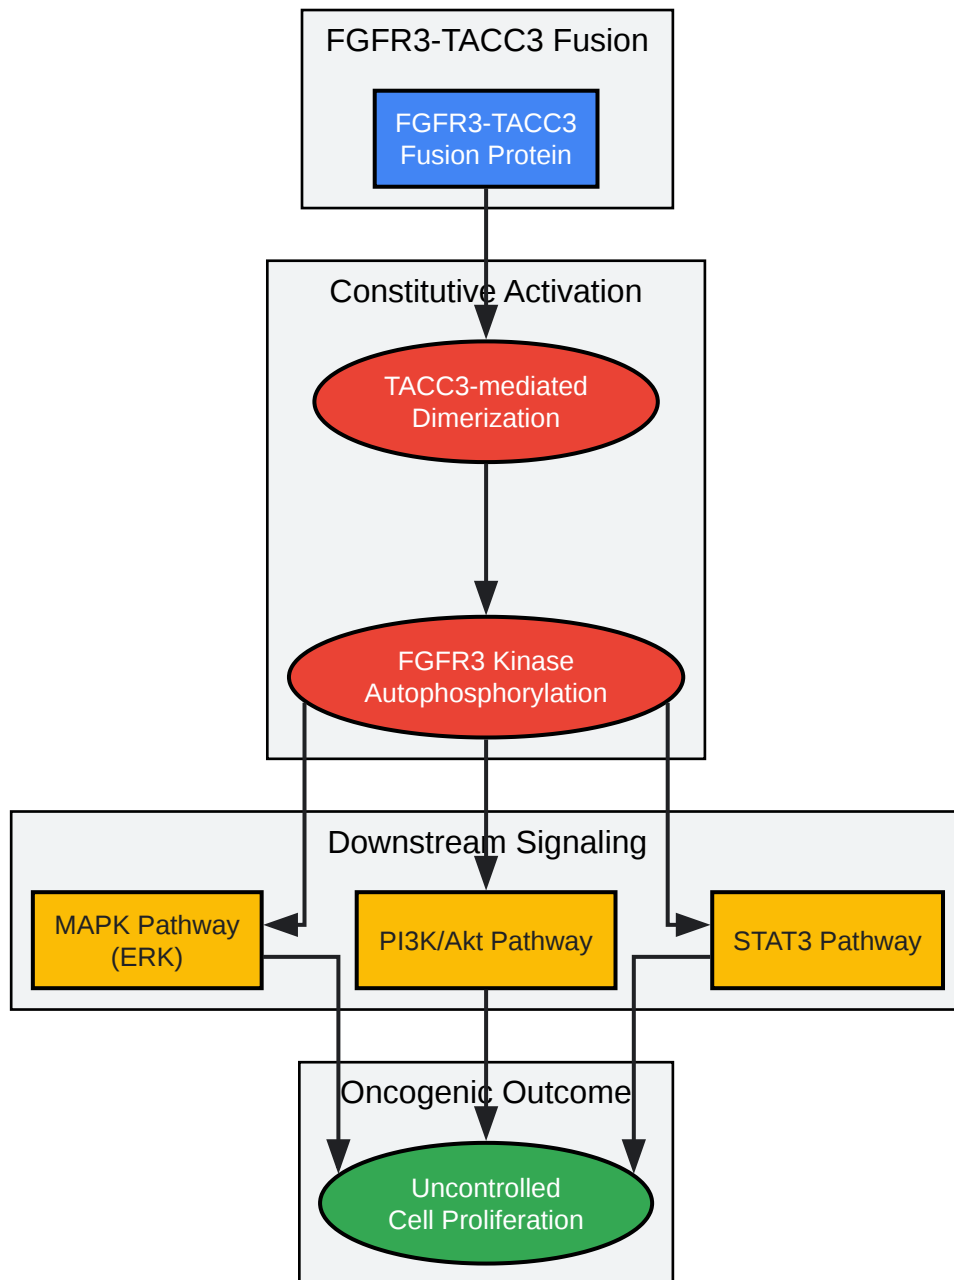 FGFR3-TACC3 Fusion
FGFR3-TACC3
Fusion Protein
Constitutive Activation
TACC3-mediated
Dimerization
FGFR3 Kinase
Autophosphorylation
Downstream Signaling
MAPK Pathway
(ERK)
PI3K/Akt Pathway
STAT3 Pathway
Oncogenic Outcome
Uncontrolled
Cell Proliferation